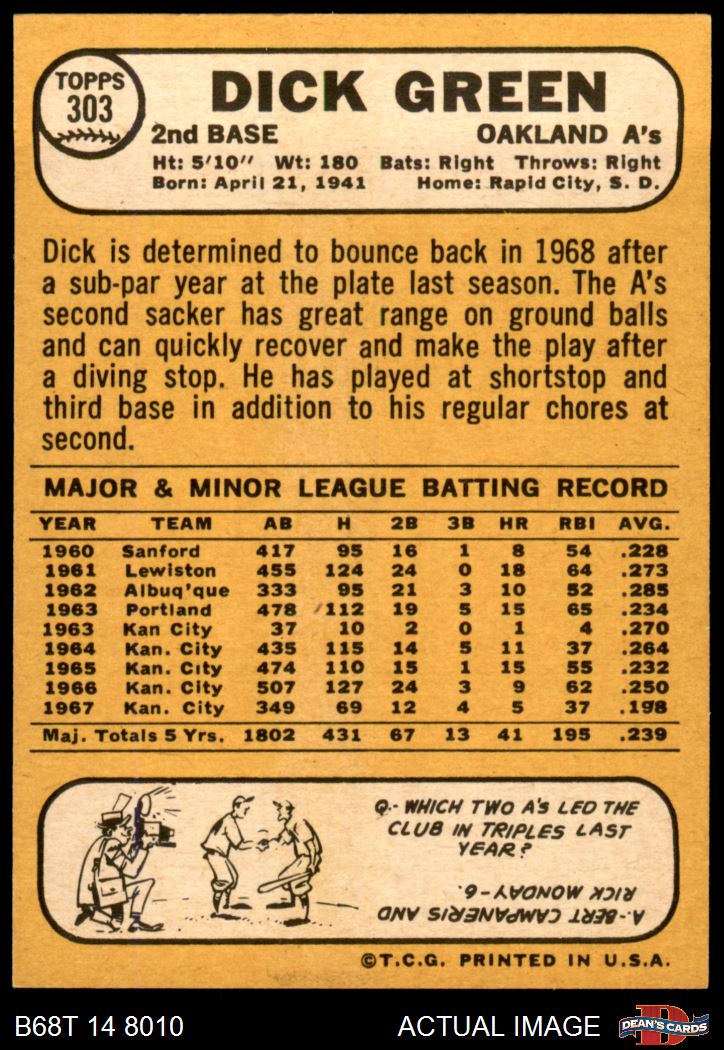 TOPPS
303
DICK GREEN
2nd BASE OAKLAND A's
Ht: 5'10" Wt: 180 Bats: Right Throws: Right
Born: April 21, 1941 Home: Rapid City, S. D.
Dick is determined to bounce back in 1968 after
a sub-par year at the plate last season. The A's
second sacker has great range on ground balls
and can quickly recover and make the play after
a diving stop. He has played at shortstop and
third base in addition to his regular chores at
second.
MAJOR & MINOR LEAGUE BATTING RECORD
YEAR TEAM AB H 2B 3B HR RBI AVG.
1960 Sanford 417 95 16 1 8 54 .228
1961 Lewiston 455 124 24 0 18 64 .273
1962 Albuq'que 333 95 21 3 10 52 .285
1963 Portland 478 112 19 5 15 65 .234
1963 Kan City 37 10 2 0 1 4 .270
1964 Kan. City 435 115 14 5 11 37 .264
1965 Kan. City 474 110 15 1 15 55 .232
1966 Kan. City 507 127 24 3 9 62 .250
1967 Kan. City 349 69 12 4 5 37 .198
Maj. Totals 5 Yrs. 1802 431 67 13 41 195 .239
Q.- WHICH TWO A'S LED THE
CLUB IN TRIPLES LAST
YEAR?
A.- BERT CAMPANERIS AND
RICK MONDAY-6.
©T.C.G. PRINTED IN U.S.A.
B68T 14 8010 ACTUAL IMAGE
D
DEAN'S CARDS